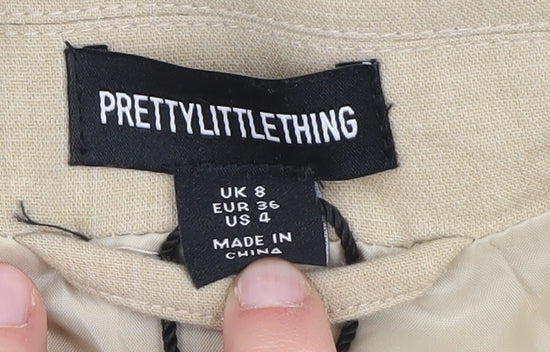 PRETTYLITTLETHING
UK 8
EUR 36
US 4
MADE IN
CHINA